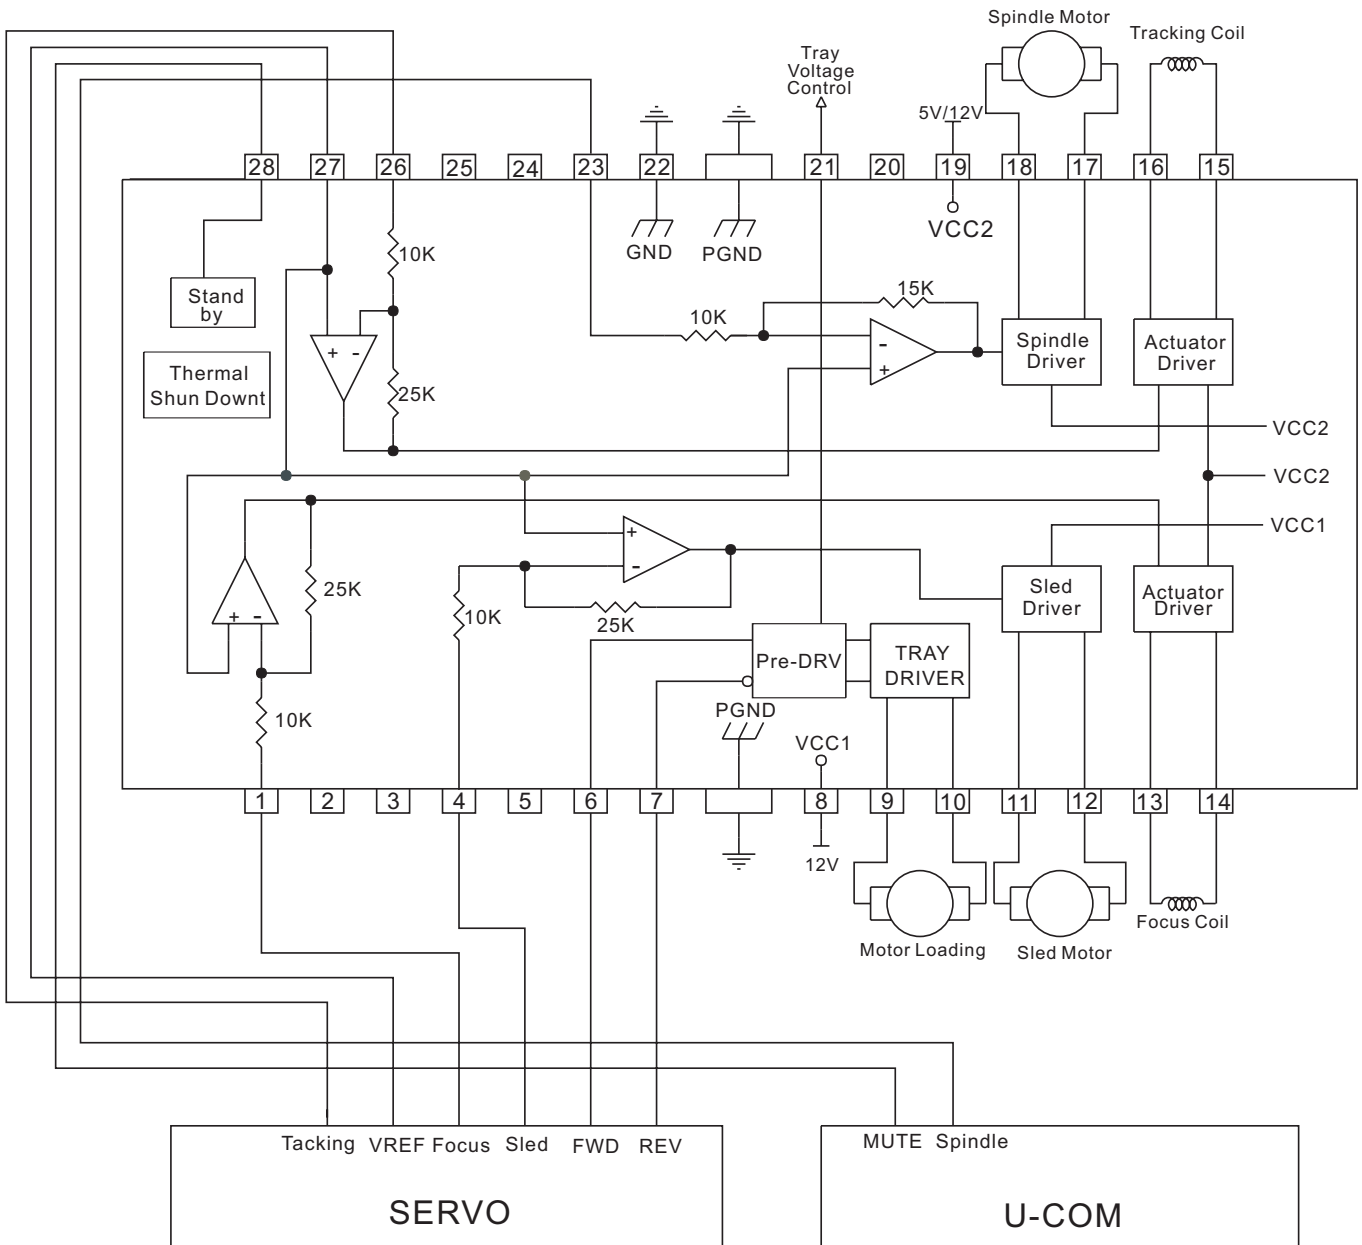 Spindle Motor
Tracking Coil
Tray
Voltage
Control
5V/12V
28 27 26 25 24 23 22 21 20 19 18 17 16 15
GND
PGND
VCC2
10K
Stand
by
15K
10K
+ -
-
+
Spindle
Driver
Actuator
Driver
Thermal
Shun Downt
25K
VCC2
VCC2
VCC1
+
-
25K
Sled
Driver
Actuator
Driver
+ -
10K
25K
Pre-DRV
TRAY
DRIVER
10K
PGND
VCC1
1 2 3 4 5 6 7 8 9 10 11 12 13 14
12V
Motor Loading
Sled Motor
Focus Coil
Tacking VREF Focus Sled FWD REV
MUTE Spindle
SERVO
U-COM